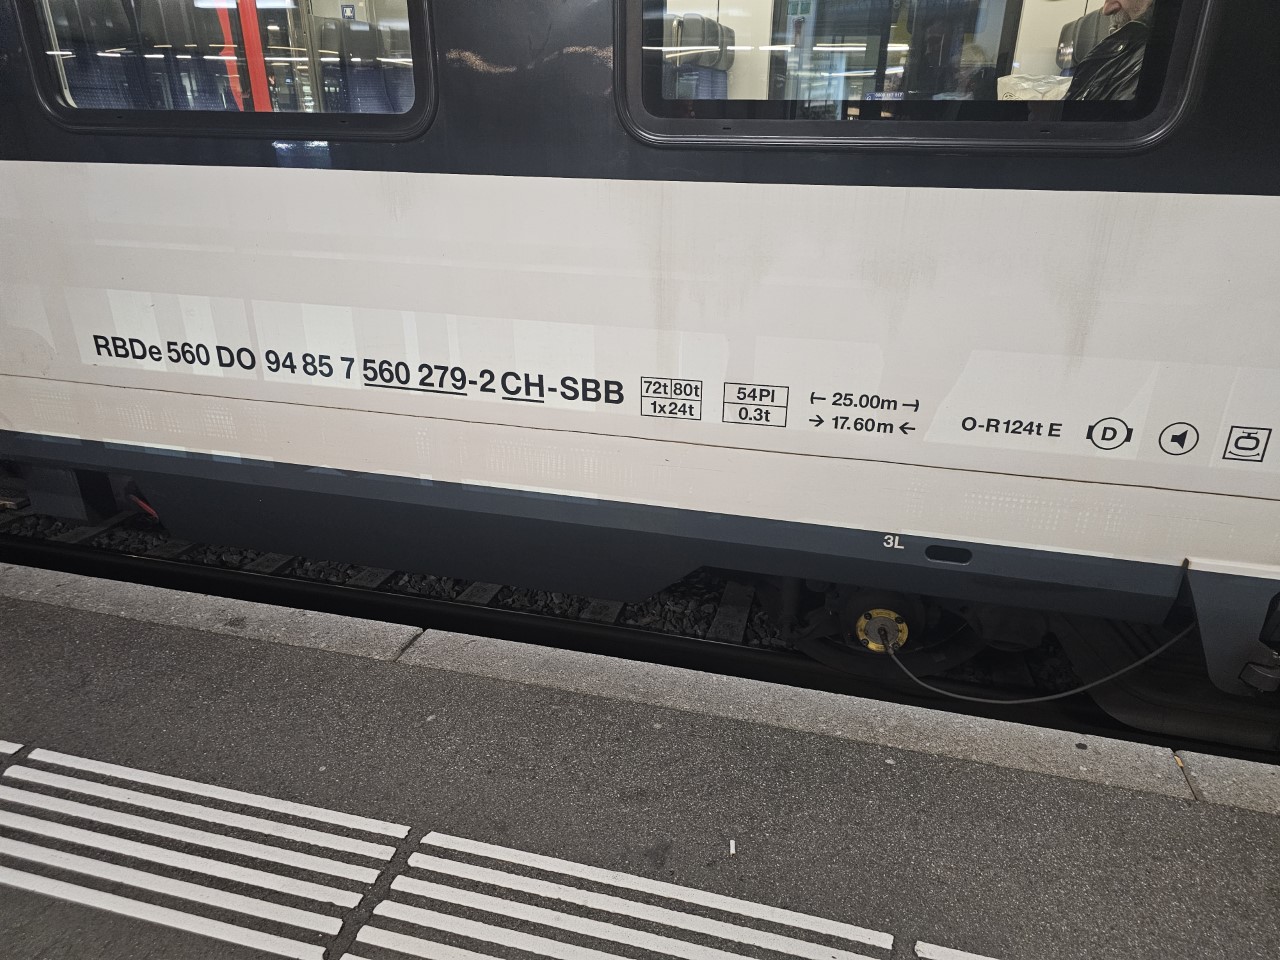 RBDe 560 DO 94 85 7 560 279-2 CH-SBB
72t 80t
1x24t
54Pl
0.3t
25.00m
→ 17.60m ←
O-R 124t E
D
3L